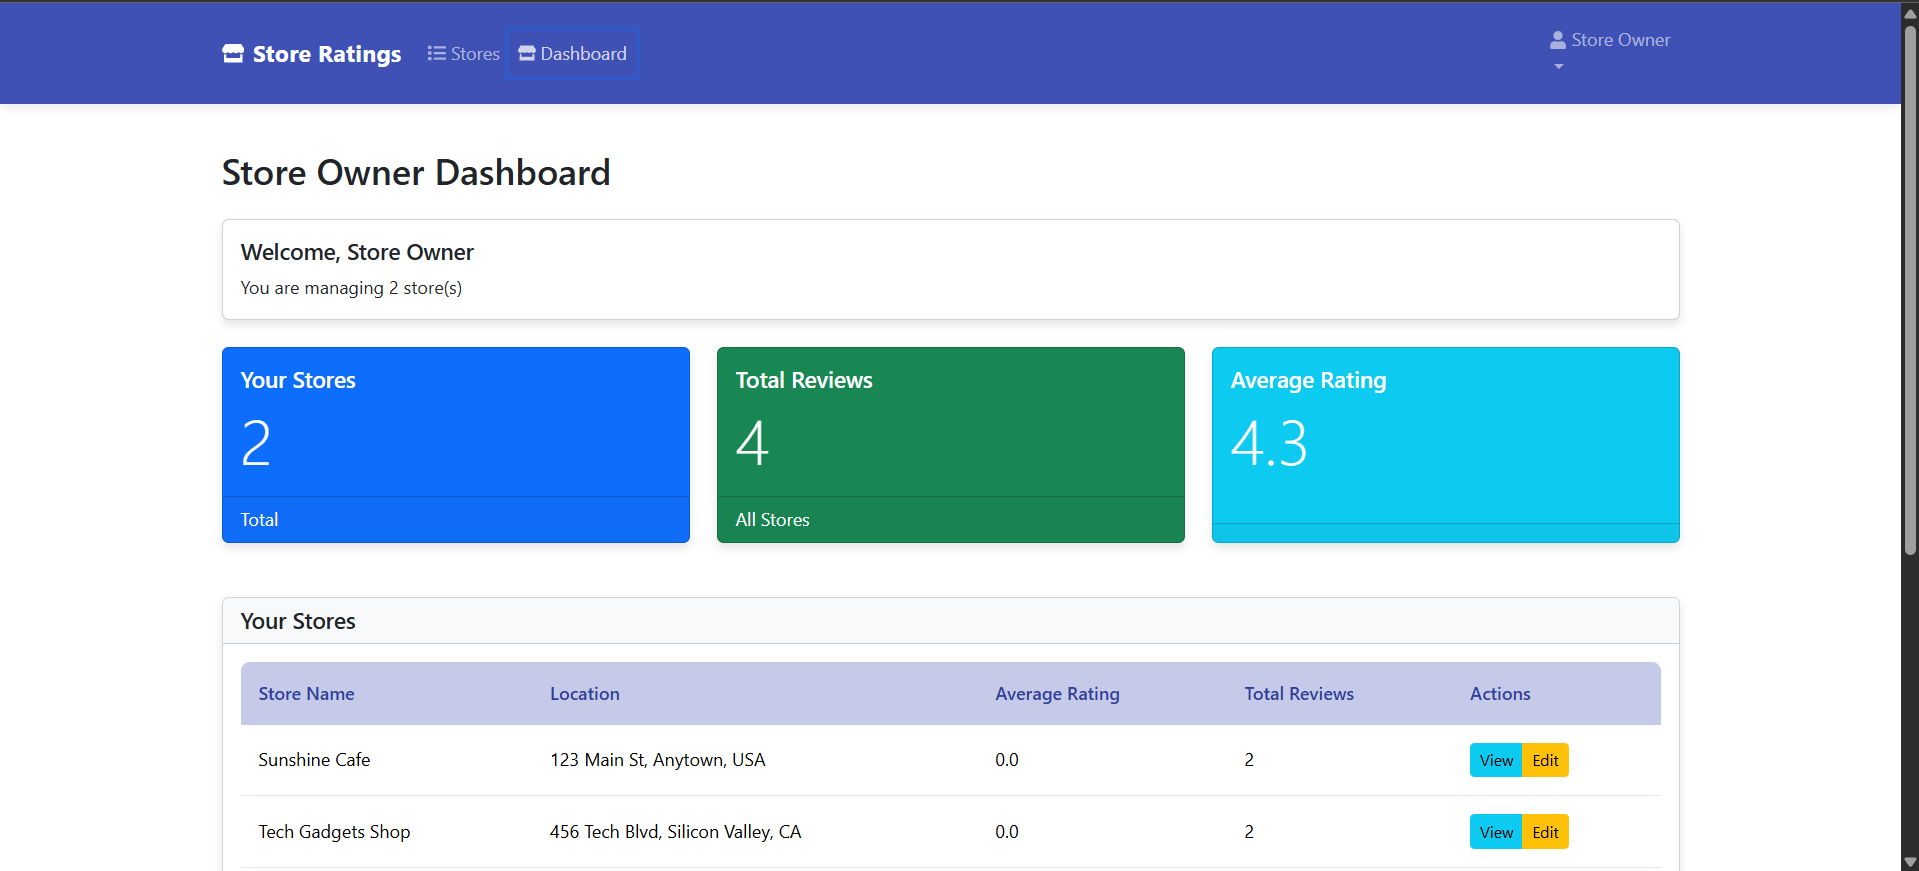 Store Ratings Stores Dashboard Store Owner
Store Owner Dashboard
Welcome, Store Owner
You are managing 2 store(s)
Your Stores
2
Total
Total Reviews
4
All Stores
Average Rating
4.3
Your Stores
Store Name Location Average Rating Total Reviews Actions
Sunshine Cafe 123 Main St, Anytown, USA 0.0 2 View Edit
Tech Gadgets Shop 456 Tech Blvd, Silicon Valley, CA 0.0 2 View Edit